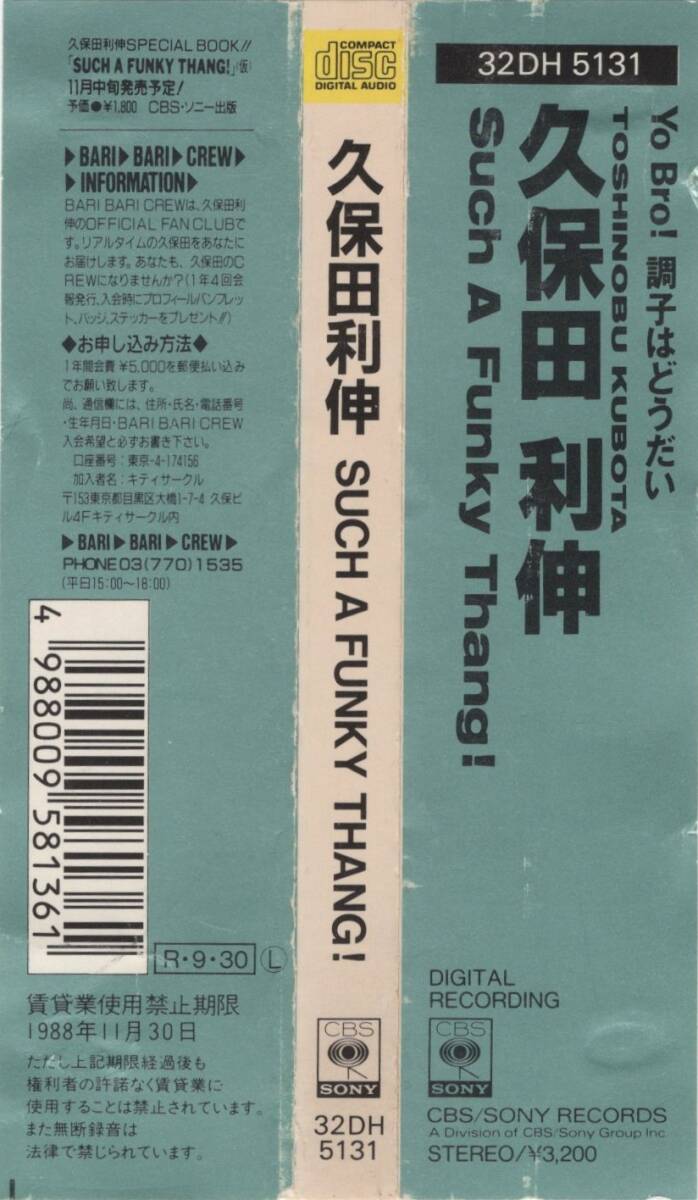 久保田利伸SPECIAL BOOK!!
「SUCH A FUNKY THANG!」(仮)
11月中旬発売予定!
予価●¥1,800 CBS・ソニー出版
▶BARI▶BARI▶CREW▶
▶INFORMATION▶
BARI BARI CREWは、久保田利
伸のOFFICIAL FAN CLUBで
す。リアルタイムの久保田をあなたに
お届けします。あなたも、久保田のC
REWになりませんか?(1年4回会
報発行、入会時にプロフィールパンフレッ
ト、バッジ、ステッカーをプレゼント!!)
◆お申し込み方法◆
1年間会費 ¥5,000を郵便払い込み
でお願い致します。
尚、通信欄には、住所・氏名・電話番号
・生年月日・BARI BARI CREW
入会希望と必ずお書き下さい。
口座番号:東京-4-174156
加入者名:キティサークル
〒153東京都目黒区大橋1-7-4 久保ビ
ル4Fキティサークル内
▶BARI▶BARI▶CREW▶
PHONE 03(770)1535
(平日15:00〜18:00)
4 988009 581361
R・9・30 Ⓛ
賃貸業使用禁止期限
1988年11月30日
ただし上記期限経過後も
権利者の許諾なく賃貸業に
使用することは禁止されています。
また無断録音は
法律で禁じられています。
COMPACT
disc
DIGITAL AUDIO
久保田利伸 SUCH A FUNKY THANG!
CBS
SONY
32DH
5131
32DH 5131
Yo Bro! 調子はどうだい
TOSHINOBU KUBOTA
久保田 利伸
Such A Funky Thang!
DIGITAL
RECORDING
CBS
SONY
CBS/SONY RECORDS
A Division of CBS/Sony Group Inc.
STEREO/¥3,200